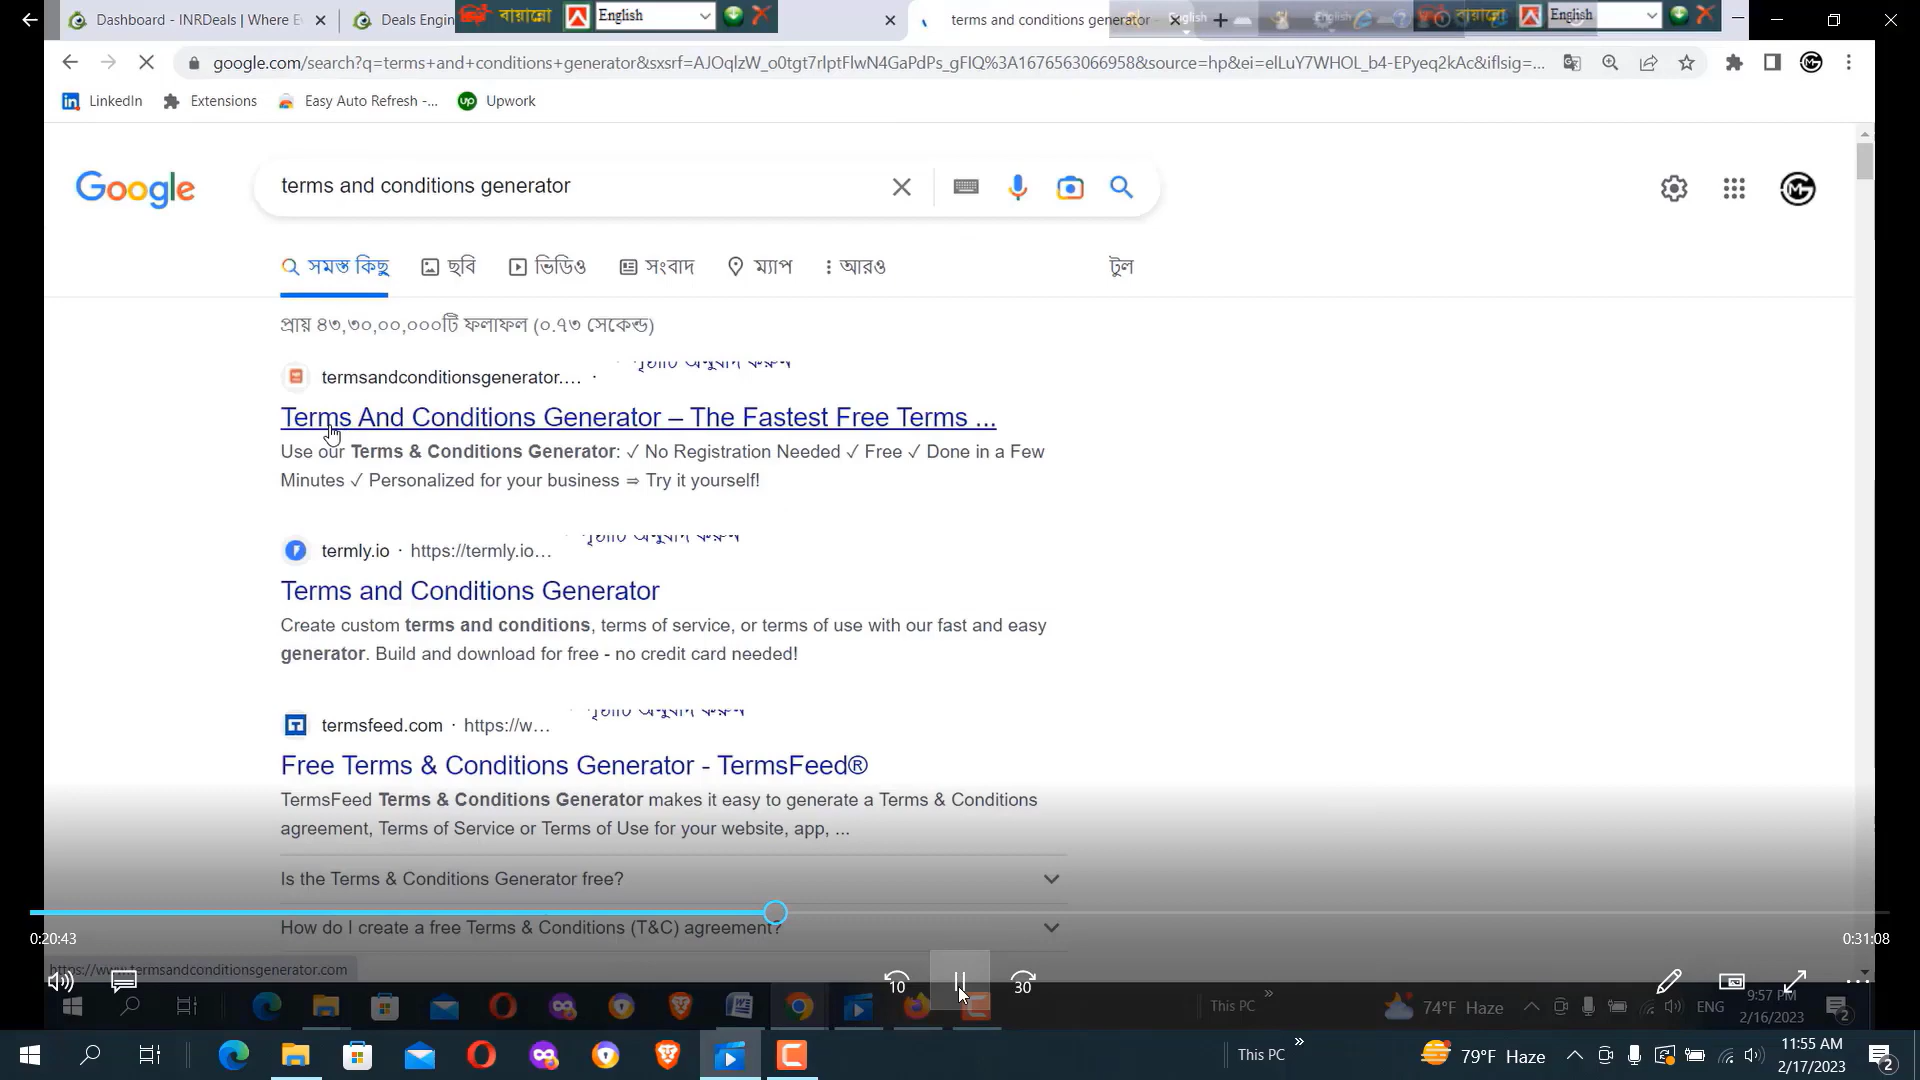 Dashboard - INRDeals | Where E
Deals Engin
বায়ান্নো
English
terms and conditions generator
English
google.com/search?q=terms+and+conditions+generator&sxsrf=AJOqlzW_o0tgt7rlptFlwN4GaPdPs_gFIQ%3A1676563066958&source=hp&ei=elLuY7WHOL_b4-EPyeq2kAc&iflsig=...
LinkedIn
Extensions
Easy Auto Refresh -...
Upwork
Google
terms and conditions generator
সমস্ত কিছু
ছবি
ভিডিও
সংবাদ
ম্যাপ
আরও
টুল
প্রায় ৪৩,৩০,০০,০০০টি ফলাফল (০.৭৩ সেকেন্ড)
termsandconditionsgenerator.... ·
Terms And Conditions Generator – The Fastest Free Terms ...
Use our Terms & Conditions Generator: ✓ No Registration Needed ✓ Free ✓ Done in a Few
Minutes ✓ Personalized for your business ⇒ Try it yourself!
termly.io · https://termly.io...
Terms and Conditions Generator
Create custom terms and conditions, terms of service, or terms of use with our fast and easy
generator. Build and download for free - no credit card needed!
termsfeed.com · https://w...
Free Terms & Conditions Generator - TermsFeed®
TermsFeed Terms & Conditions Generator makes it easy to generate a Terms & Conditions
agreement, Terms of Service or Terms of Use for your website, app, ...
Is the Terms & Conditions Generator free?
How do I create a free Terms & Conditions (T&C) agreement?
0:20:43
0:31:08
https://www.termsandconditionsgenerator.com
10
30
This PC
74°F Haze
ENG
9:57 PM
2/16/2023
2
This PC
79°F Haze
11:55 AM
2/17/2023
2